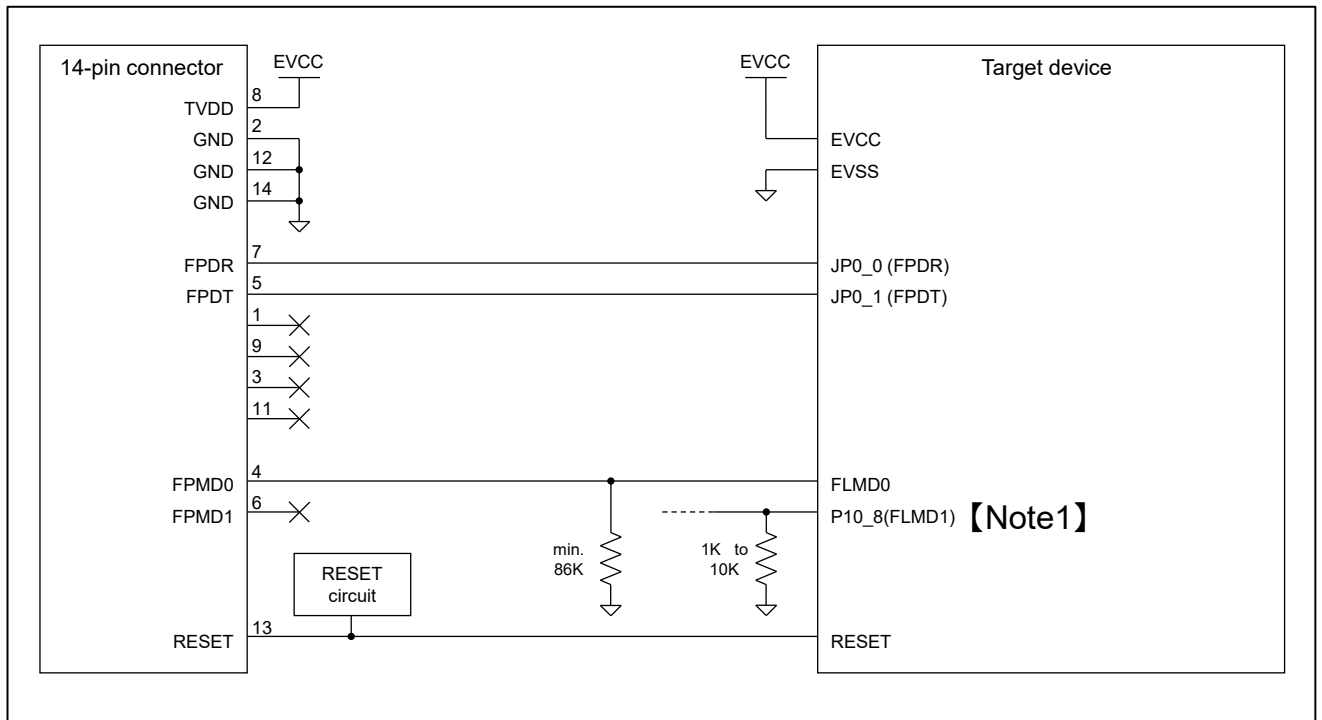 14-pin connector
EVCC
EVCC
Target device
TVDD
8
GND
2
GND
12
GND
14
EVCC
EVSS
FPDR
7
JP0_0 (FPDR)
FPDT
5
JP0_1 (FPDT)
1
9
3
11
FPMD0
4
FLMD0
FPMD1
6
P10_8(FLMD1)【Note1】
min.
86K
1K to
10K
RESET
circuit
RESET
13
RESET